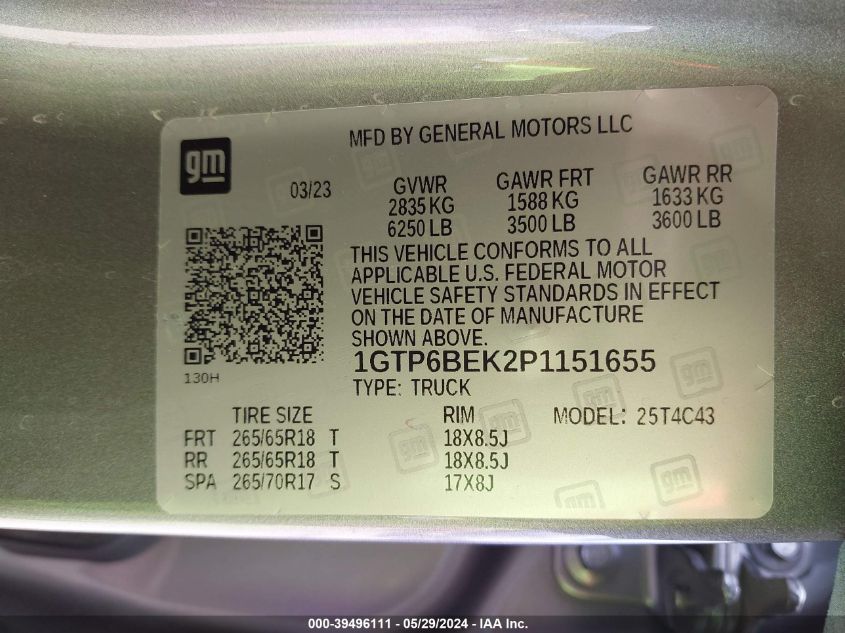 gm
MFD BY GENERAL MOTORS LLC
03/23
GVWR GAWR FRT GAWR RR
2835 KG 1588 KG 1633 KG
6250 LB 3500 LB 3600 LB
THIS VEHICLE CONFORMS TO ALL
APPLICABLE U.S. FEDERAL MOTOR
VEHICLE SAFETY STANDARDS IN EFFECT
ON THE DATE OF MANUFACTURE
SHOWN ABOVE.
130H
1GTP6BEK2P1151655
TYPE: TRUCK
TIRE SIZE RIM MODEL: 25T4C43
FRT 265/65R18 T 18X8.5J
RR 265/65R18 T 18X8.5J
SPA 265/70R17 S 17X8J
000-39496111 - 05/29/2024 - IAA Inc.